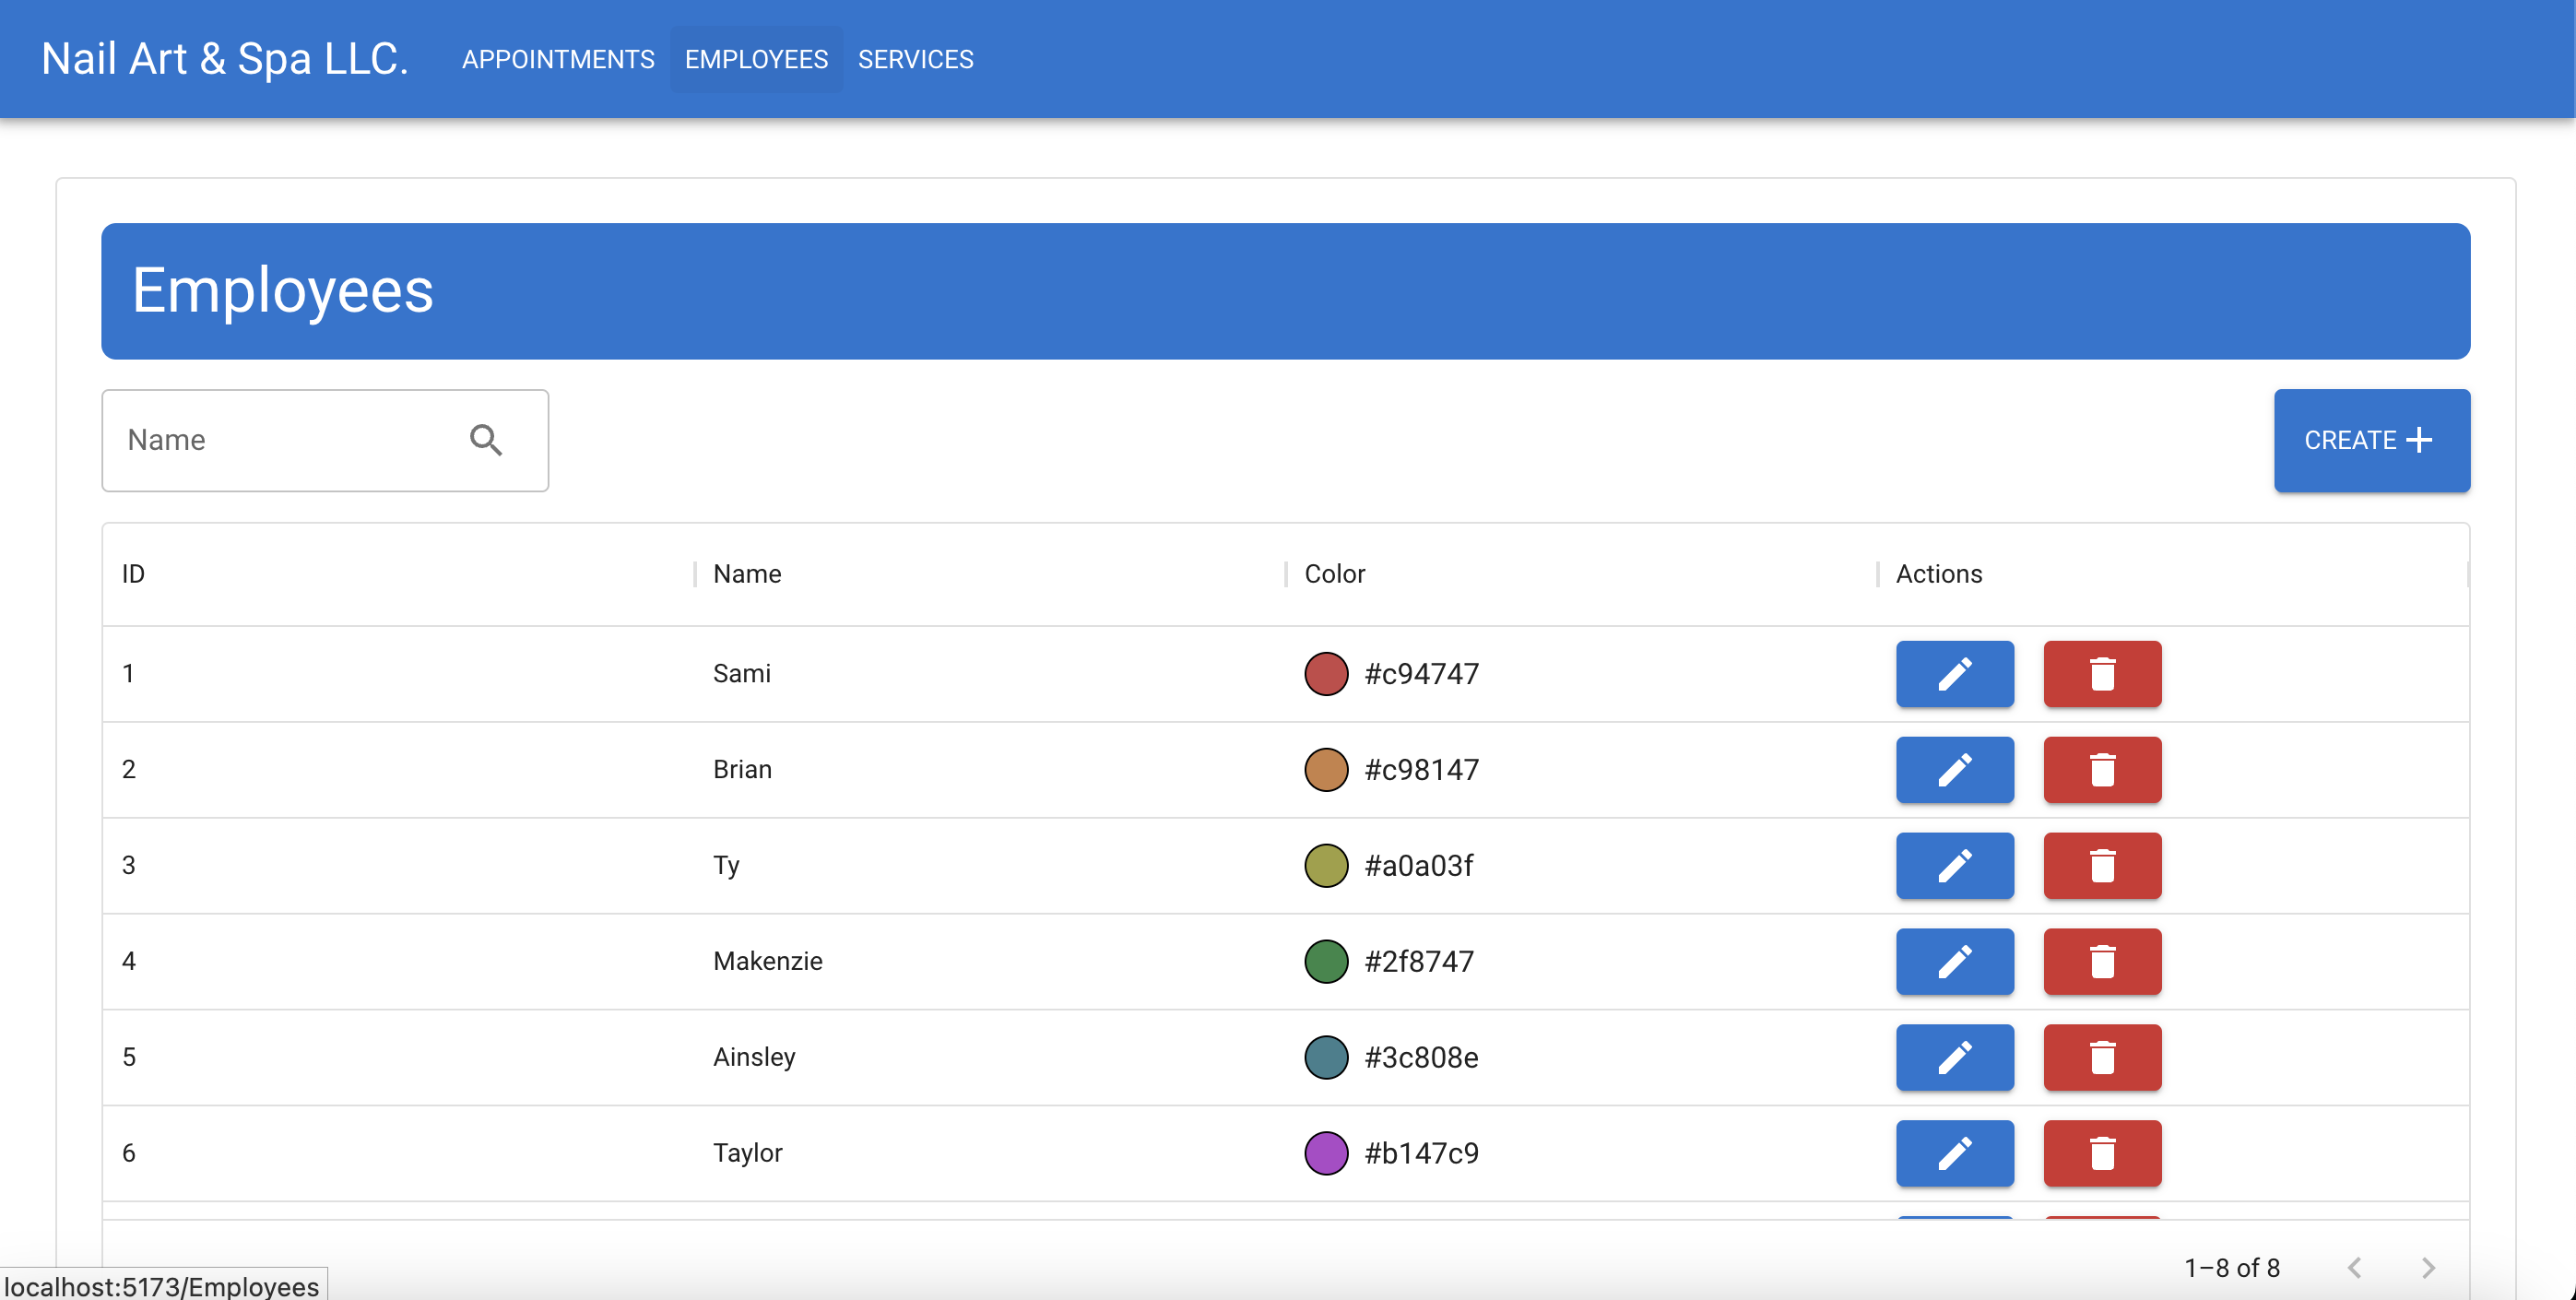 Nail Art & Spa LLC. APPOINTMENTS EMPLOYEES SERVICES
Employees
Name CREATE
ID Name Color Actions
1 Sami #c94747
2 Brian #c98147
3 Ty #a0a03f
4 Makenzie #2f8747
5 Ainsley #3c808e
6 Taylor #b147c9
1–8 of 8
localhost:5173/Employees